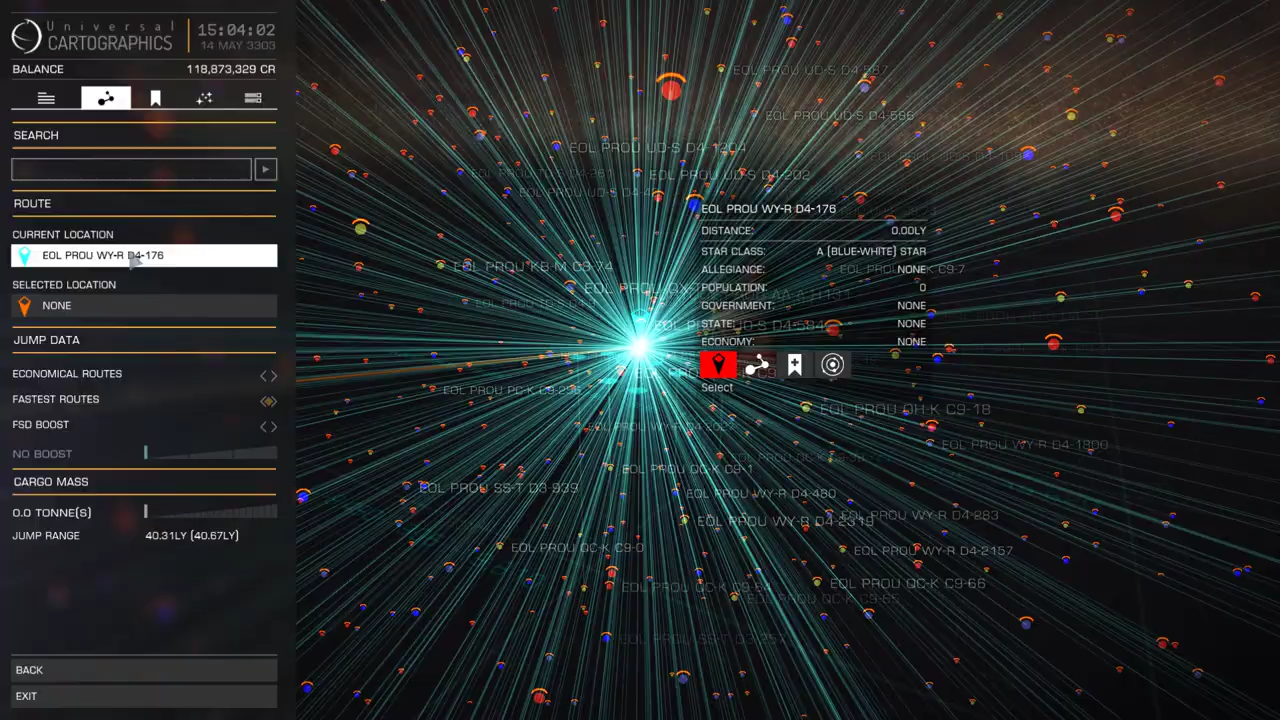 Universal
CARTOGRAPHICS
15:04:02
14 MAY 3303
BALANCE 118,873,329 CR
SEARCH
ROUTE
CURRENT LOCATION
EOL PROU WY-R D4-176
SELECTED LOCATION
NONE
JUMP DATA
ECONOMICAL ROUTES
FASTEST ROUTES
FSD BOOST
NO BOOST
CARGO MASS
0.0 TONNE(S)
JUMP RANGE 40.31LY (40.67LY)
BACK
EXIT
EOL PROU UD-S D4-587
EOL PROU UD-S D4-596
EOL PROU UD-S D4-1204
EOL PROU UD-S D4-202
EOL PROU WY-R D4-176
DISTANCE: 0.00LY
STAR CLASS: A (BLUE-WHITE) STAR
ALLEGIANCE: NONE
POPULATION: 0
GOVERNMENT: NONE
STATE: NONE
ECONOMY: NONE
Select
EOL PROU KB-M C9-74
EOL PROU PC-K C9-296
EOL PROU OH-K C9-18
EOL PROU WY-R D4-1800
EOL PROU QC-K C9-1
EOL PROU SS-T D3-939
EOL PROU WY-R D4-480
EOL PROU WY-R D4-2319
EOL PROU WY-R D4-283
EOL PROU QC-K C9-0
EOL PROU WY-R D4-2157
EOL PROU QC-K C9-66
EOL PROU SS-T D3-257